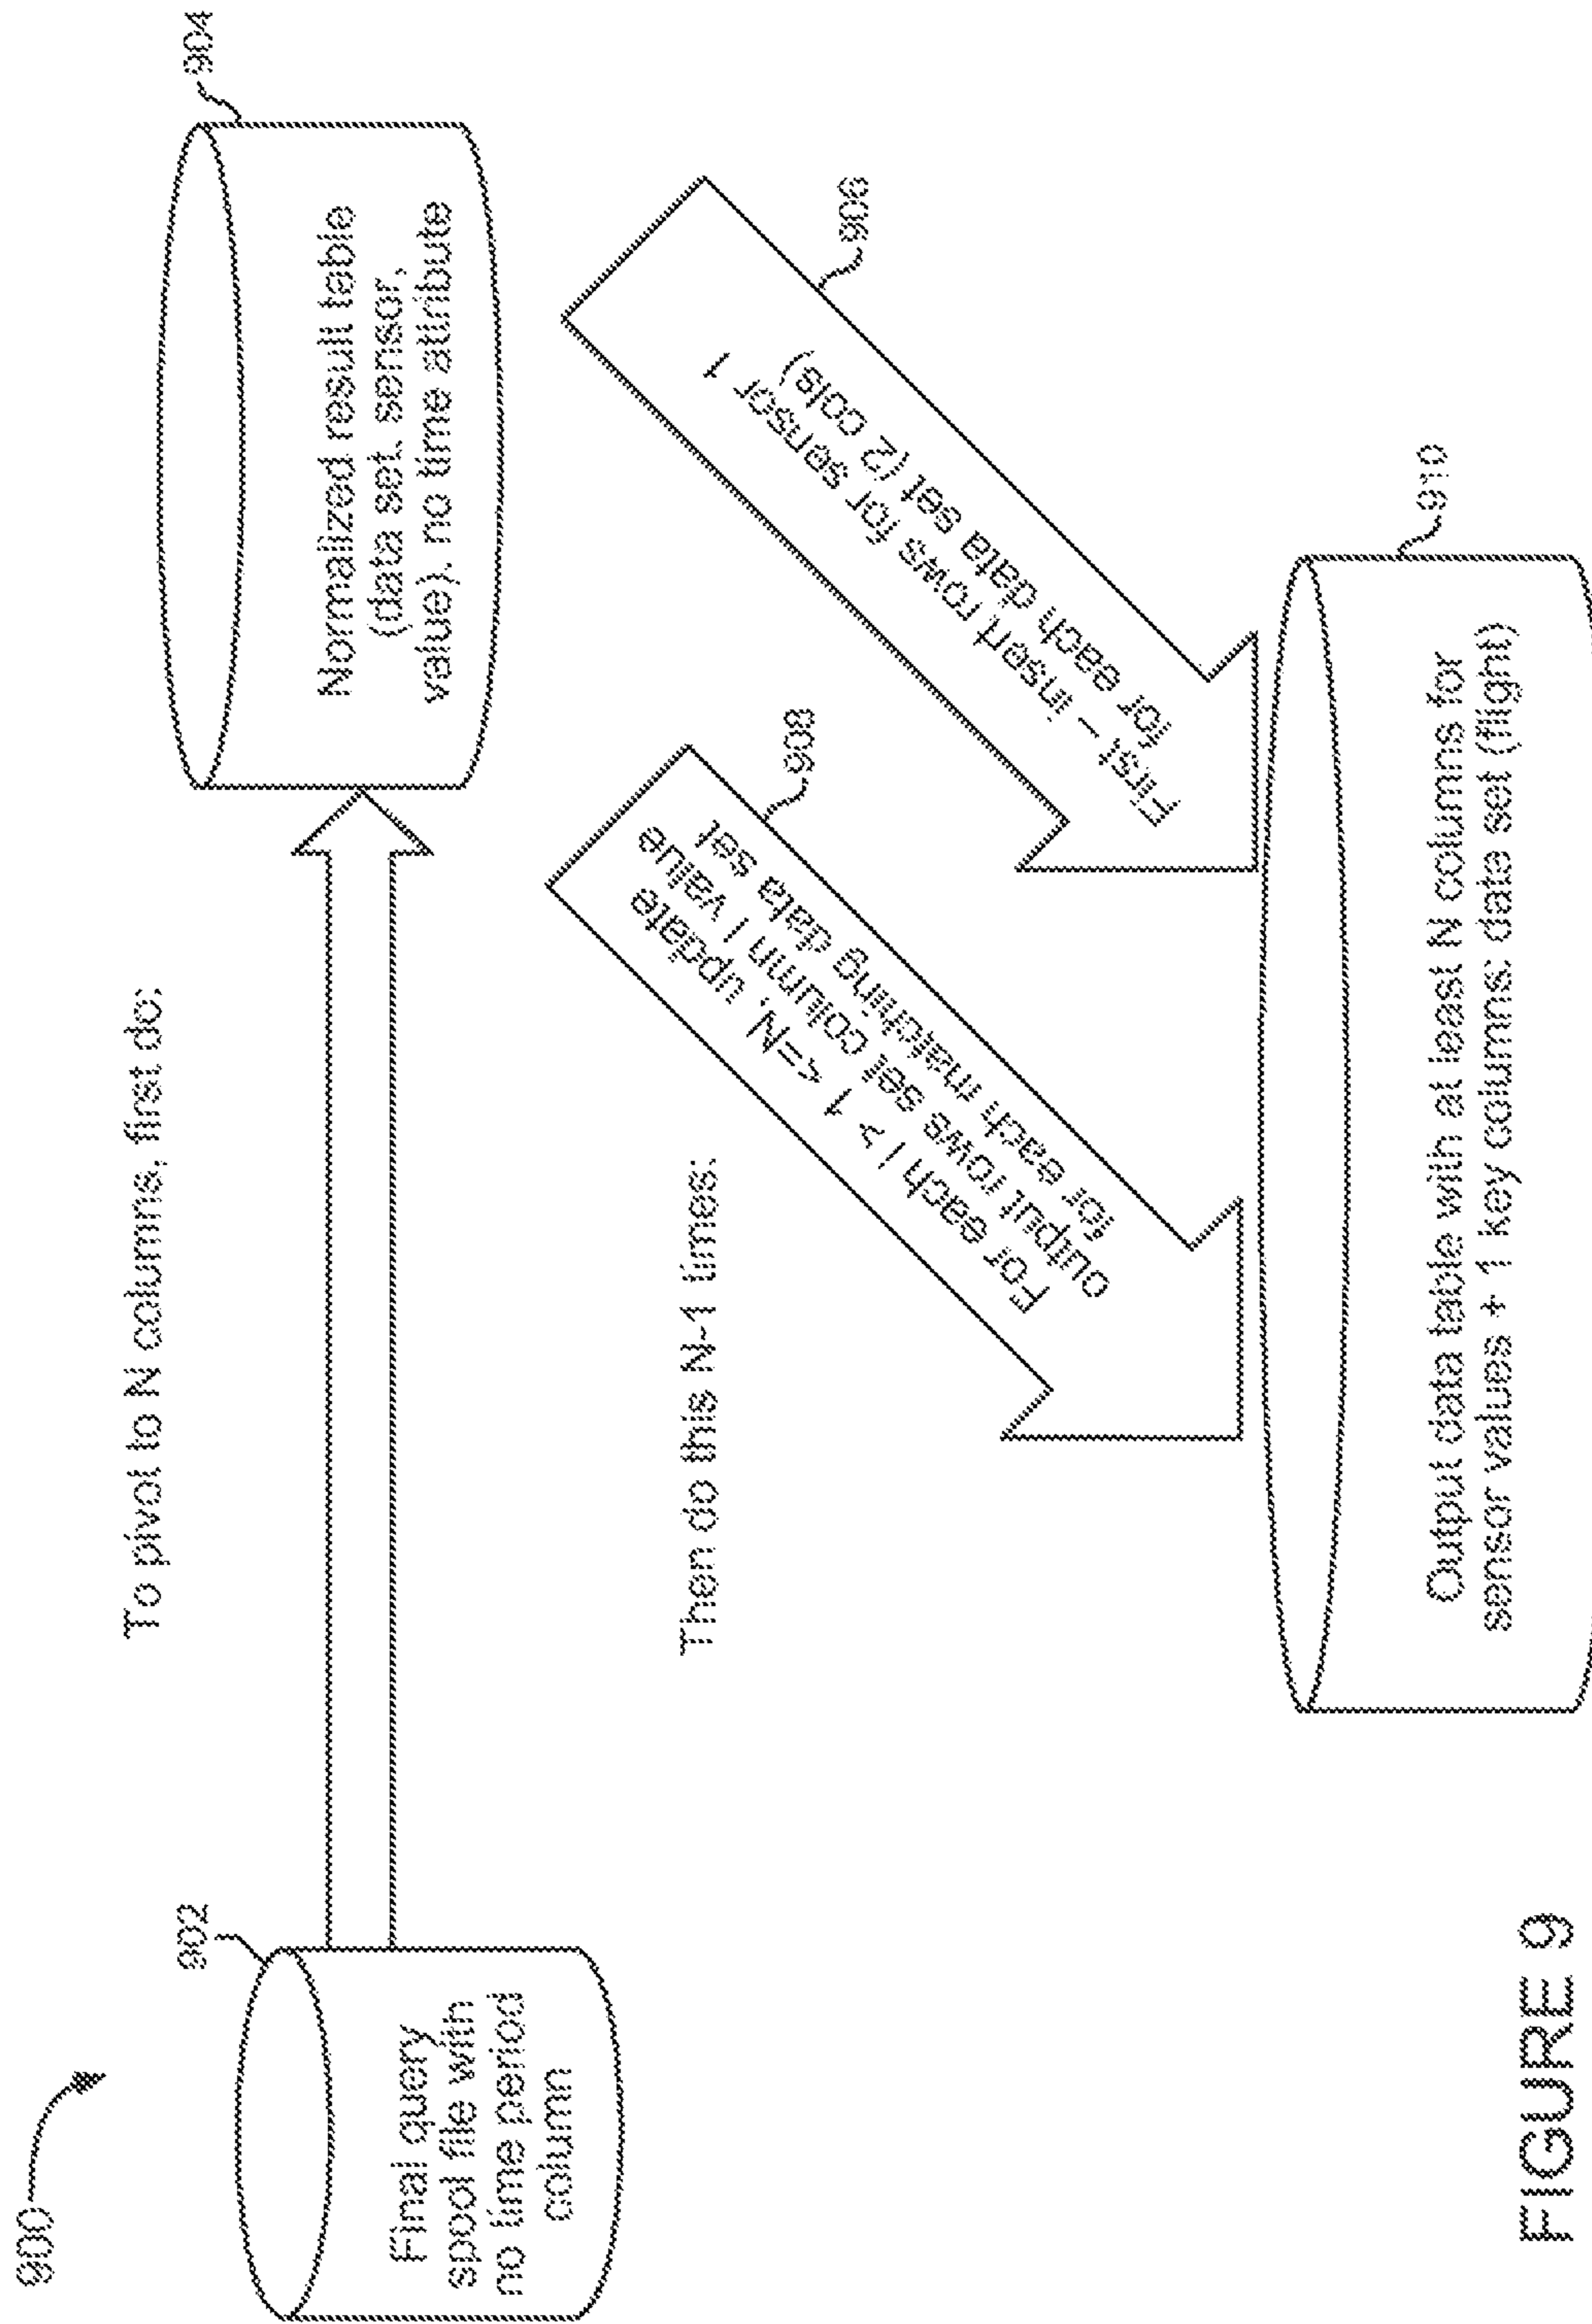 900
To pivot to N columns, first do:
902
Final query
spool file with
no time period
column
904
Normalized result table
(data set, sensor,
value), no time atribute
Then do this N-1 times:
908
For each I > 1 <=N, update
output rows set column I value
for each matching data set
906
First – insert rows for sensor 1
for each data set (2 cols)
910
Output data table with at least N columns for
sensor values + 1 key columns: date set (flight)
FIGURE 9